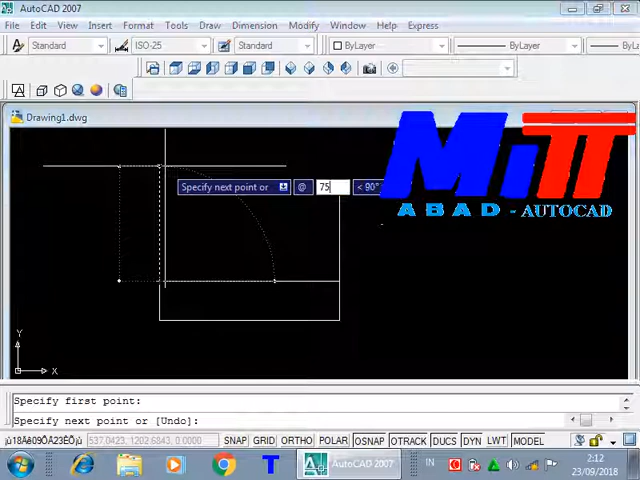 AutoCAD 2007
File Edit View Insert Format Tools Draw Dimension Modify Window Help Express
Standard ISO-25 Standard ByLayer ByLayer ByLa
Drawing1.dwg
MITT
ABAD - AUTOCAD
Specify next point or @ 75 < 90°
Y
X
Specify first point:
Specify next point or [Undo]:
537.0423, 1202.6843, 0.0000 SNAP GRID ORTHO POLAR OSNAP OTRACK DUCS DYN LWT MODEL
T AutoCAD 2007 IN 2:12
23/09/2018